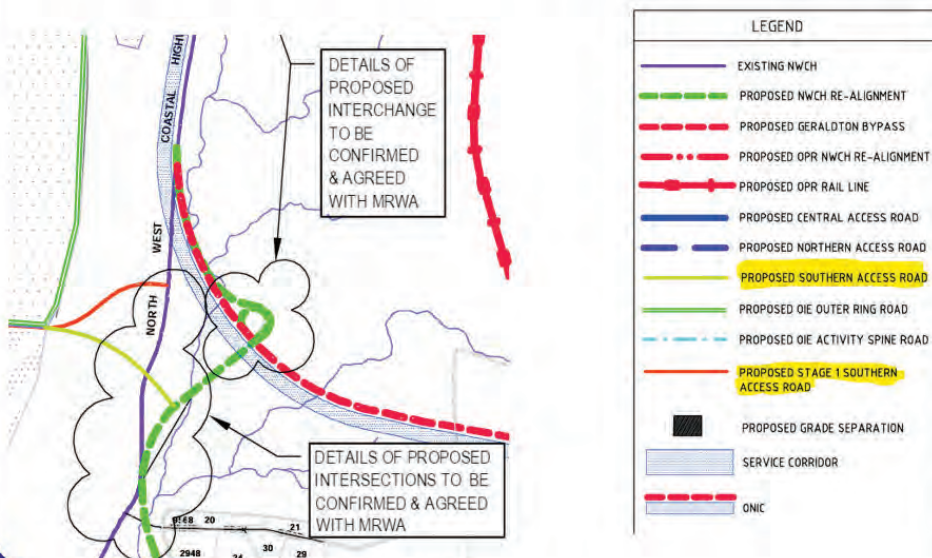 HIGH
COASTAL
WEST
NORTH
DETAILS OF
PROPOSED
INTERCHANGE
TO BE
CONFIRMED
& AGREED
WITH MRWA
DETAILS OF PROPOSED
INTERSECTIONS TO BE
CONFIRMED & AGREED
WITH MRWA
20
21
30
29
2948
LEGEND
EXISTING NWCH
PROPOSED NWCH RE-ALIGNMENT
PROPOSED GERALDTON BYPASS
PROPOSED OPR NWCH RE-ALIGNMENT
PROPOSED OPR RAIL LINE
PROPOSED CENTRAL ACCESS ROAD
PROPOSED NORTHERN ACCESS ROAD
PROPOSED SOUTHERN ACCESS ROAD
PROPOSED OIE OUTER RING ROAD
PROPOSED OIE ACTIVITY SPINE ROAD
PROPOSED STAGE 1 SOUTHERN
ACCESS ROAD
PROPOSED GRADE SEPARATION
SERVICE CORRIDOR
ONIC